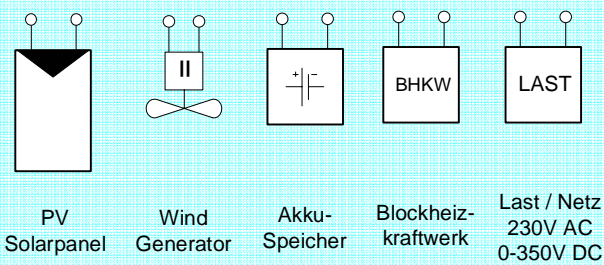 II
+ -
BHKW
LAST
PV
Solarpanel
Wind
Generator
Akku-
Speicher
Blockheiz-
kraftwerk
Last / Netz
230V AC
0-350V DC